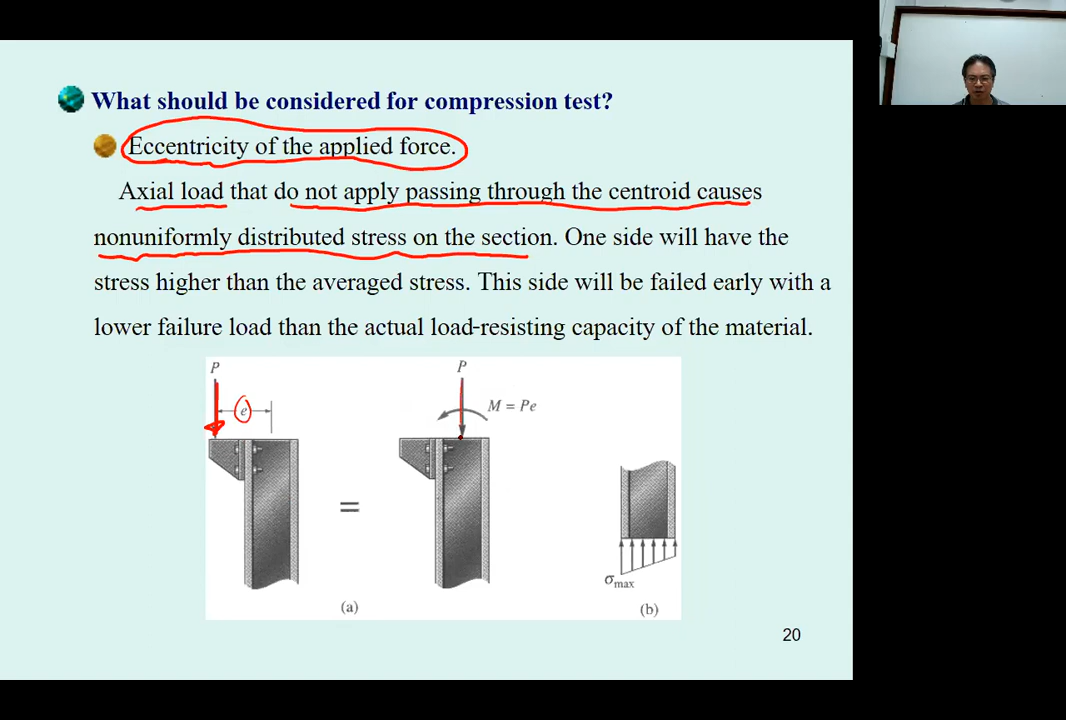 What should be considered for compression test?
Eccentricity of the applied force.
Axial load that do not apply passing through the centroid causes
nonuniformly distributed stress on the section. One side will have the
stress higher than the averaged stress. This side will be failed early with a
lower failure load than the actual load-resisting capacity of the material.
P
e
P
M = Pe
=
σmax
(a)
(b)
20